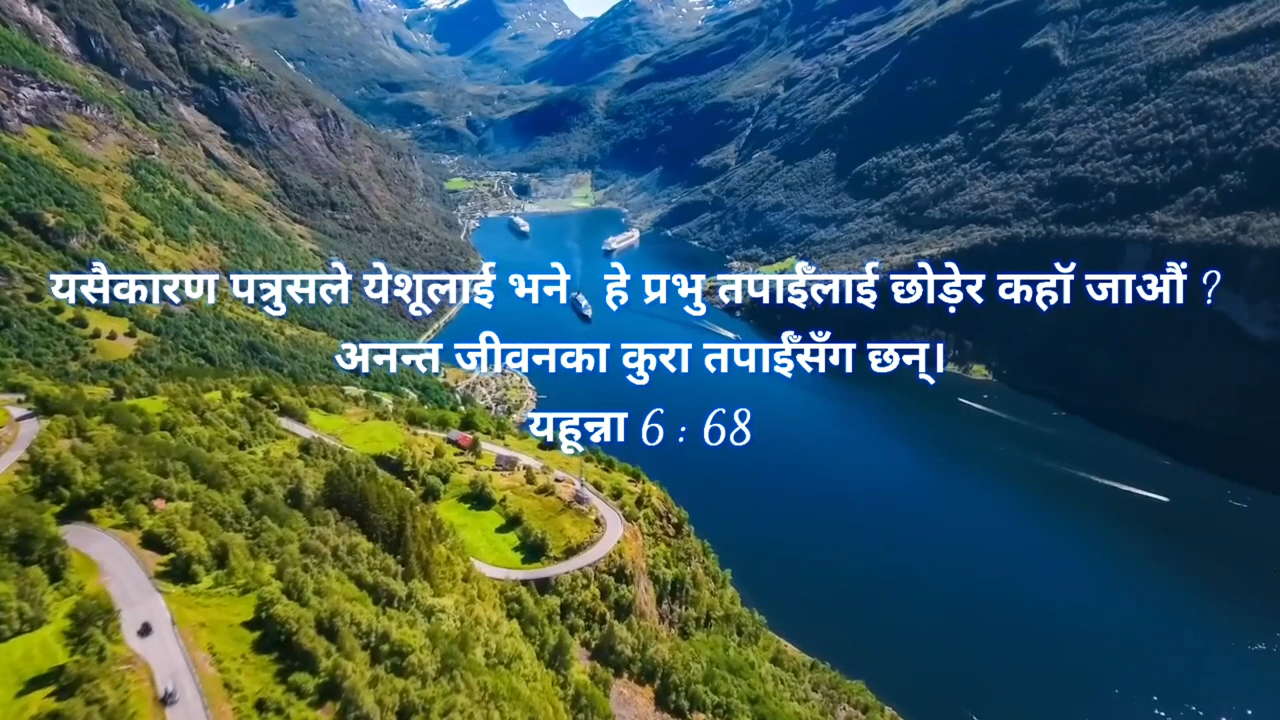 यसैकारण पत्रुसले येशूलाई भने हे प्रभु तपाईँलाई छोड़ेर कहॉ जाऔं ?
अनन्त जीवनका कुरा तपाईँसँग छन्।
यहून्ना 6 : 68